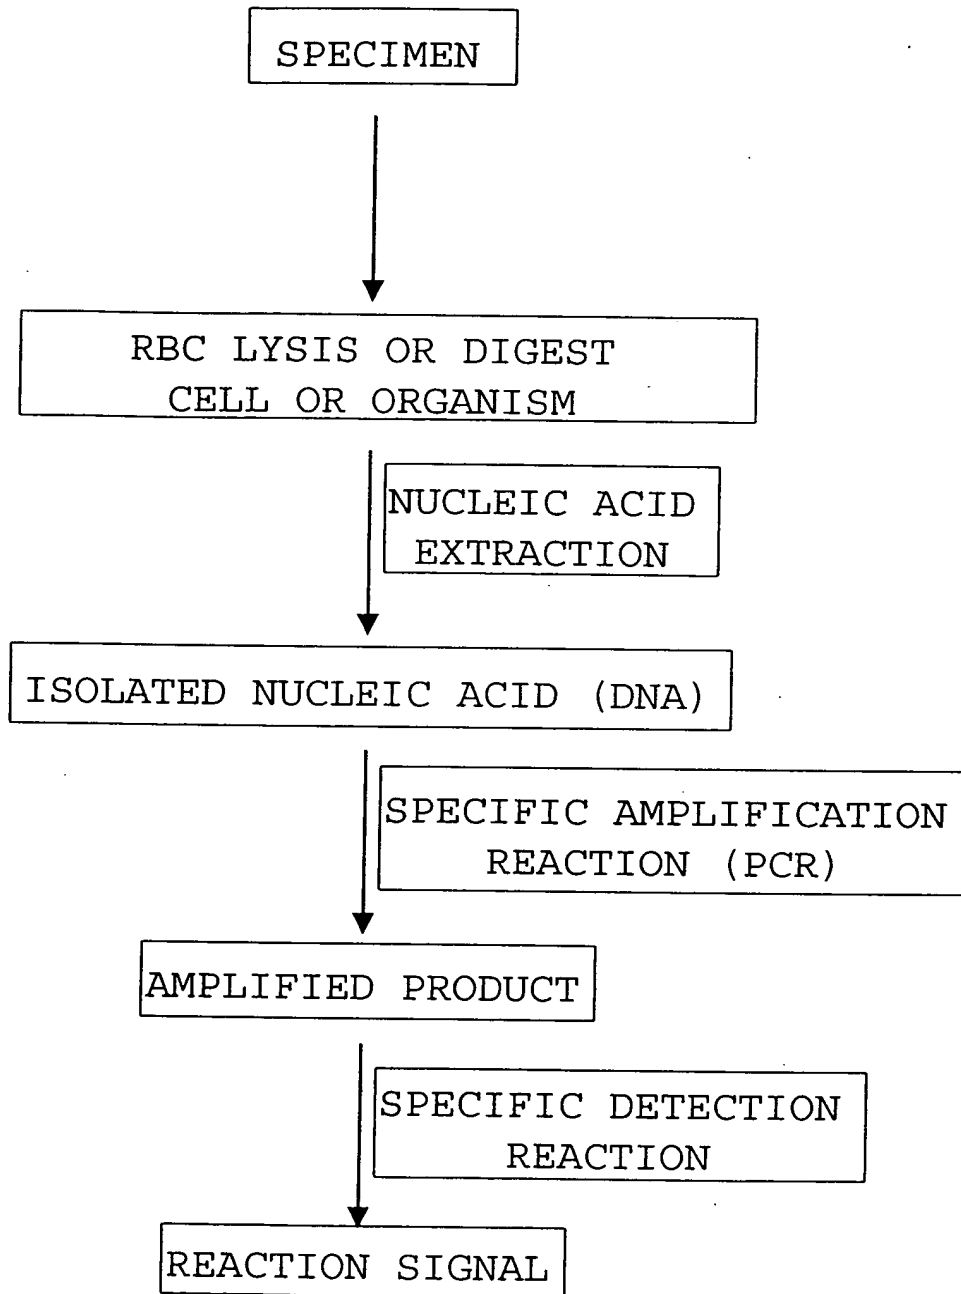 SPECIMEN
RBC LYSIS OR DIGEST
CELL OR ORGANISM
NUCLEIC ACID
EXTRACTION
ISOLATED NUCLEIC ACID (DNA)
SPECIFIC AMPLIFICATION
REACTION (PCR)
AMPLIFIED PRODUCT
SPECIFIC DETECTION
REACTION
REACTION SIGNAL